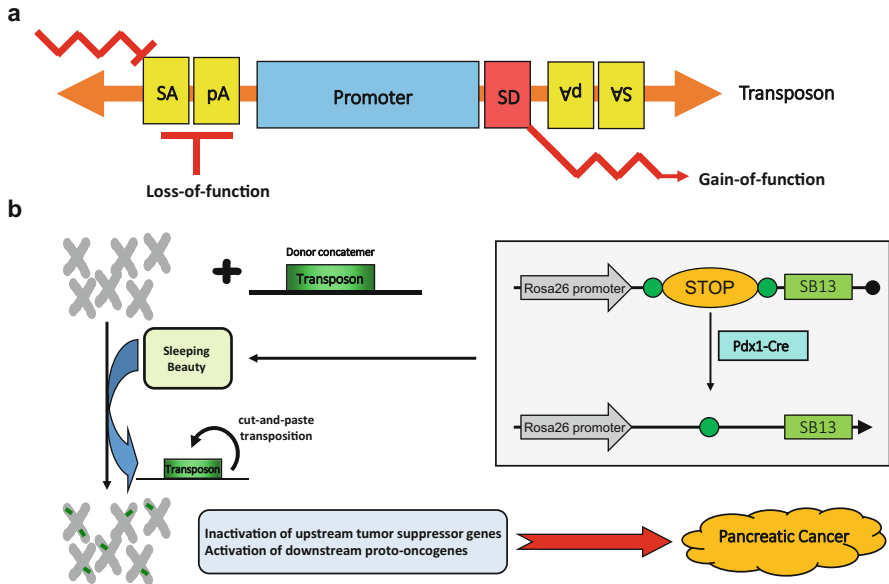 a
SA
pA
Promoter
SD
pA
SA
Transposon
Loss-of-function
Gain-of-function
b
Donor concatemer
Transposon
Rosa26 promoter
STOP
SB13
Pdx1-Cre
Sleeping
Beauty
cut-and-paste
transposition
Transposon
Rosa26 promoter
SB13
Inactivation of upstream tumor suppressor genes
Activation of downstream proto-oncogenes
Pancreatic Cancer